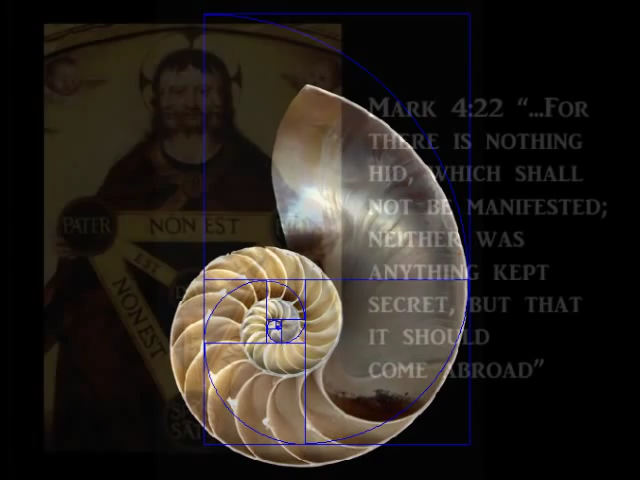 MARK 4:22 “...FOR
THERE IS NOTHING
HID, WHICH SHALL
NOT BE MANIFESTED;
NEITHER WAS
ANYTHING KEPT
SECRET, BUT THAT
IT SHOULD
COME ABROAD”
PATER
NON EST
EST
NON EST